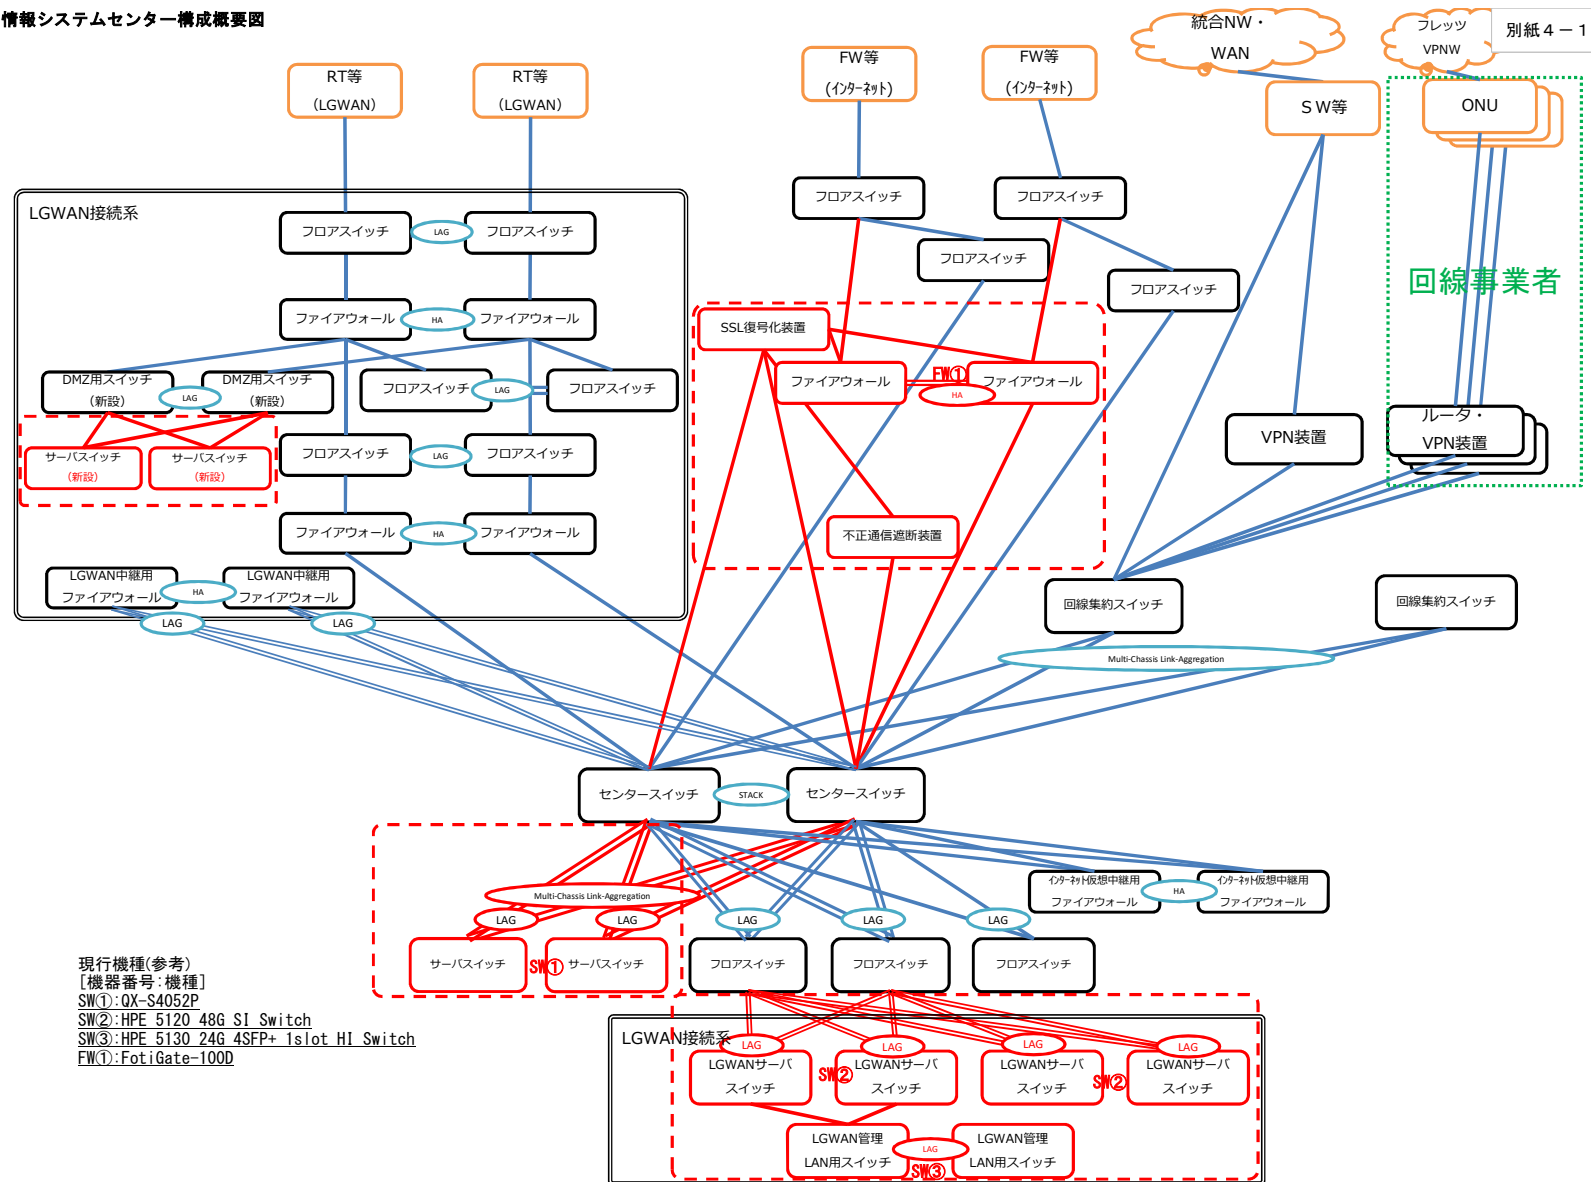 情報システムセンター構成概要図
別紙４－１
統合NW・
WAN
フレッツ
VPNW
RT等
（LGWAN）
RT等
（LGWAN）
FW等
(ｲﾝﾀｰﾈｯﾄ)
FW等
(ｲﾝﾀｰﾈｯﾄ)
ＳＷ等
ONU
回線事業者
LGWAN接続系
フロアスイッチ
LAG
フロアスイッチ
フロアスイッチ
フロアスイッチ
フロアスイッチ
フロアスイッチ
ファイアウォール
HA
ファイアウォール
SSL復号化装置
DMZ用スイッチ
（新設）
LAG
DMZ用スイッチ
（新設）
フロアスイッチ
LAG
フロアスイッチ
ファイアウォール
FW①
HA
ファイアウォール
サーバスイッチ
（新設）
サーバスイッチ
（新設）
フロアスイッチ
LAG
フロアスイッチ
VPN装置
ルータ・
VPN装置
ファイアウォール
HA
ファイアウォール
不正通信遮断装置
LGWAN中継用
ファイアウォール
HA
LGWAN中継用
ファイアウォール
LAG
LAG
回線集約スイッチ
回線集約スイッチ
Multi-Chassis Link-Aggregation
センタースイッチ
STACK
センタースイッチ
Multi-Chassis Link-Aggregation
LAG
LAG
LAG
LAG
LAG
ｲﾝﾀｰﾈｯﾄ仮想中継用
ファイアウォール
HA
ｲﾝﾀｰﾈｯﾄ仮想中継用
ファイアウォール
サーバスイッチ
SW①
サーバスイッチ
フロアスイッチ
フロアスイッチ
フロアスイッチ
現行機種(参考)
[機器番号:機種]
SW①:QX-S4052P
SW②:HPE 5120 48G SI Switch
SW③:HPE 5130 24G 4SFP+ 1slot HI Switch
FW①:FotiGate-100D
LGWAN接続系
LAG
LAG
LAG
LAG
LGWANサーバ
スイッチ
SW②
LGWANサーバ
スイッチ
LGWANサーバ
スイッチ
SW②
LGWANサーバ
スイッチ
LGWAN管理
LAN用スイッチ
LAG
SW③
LGWAN管理
LAN用スイッチ